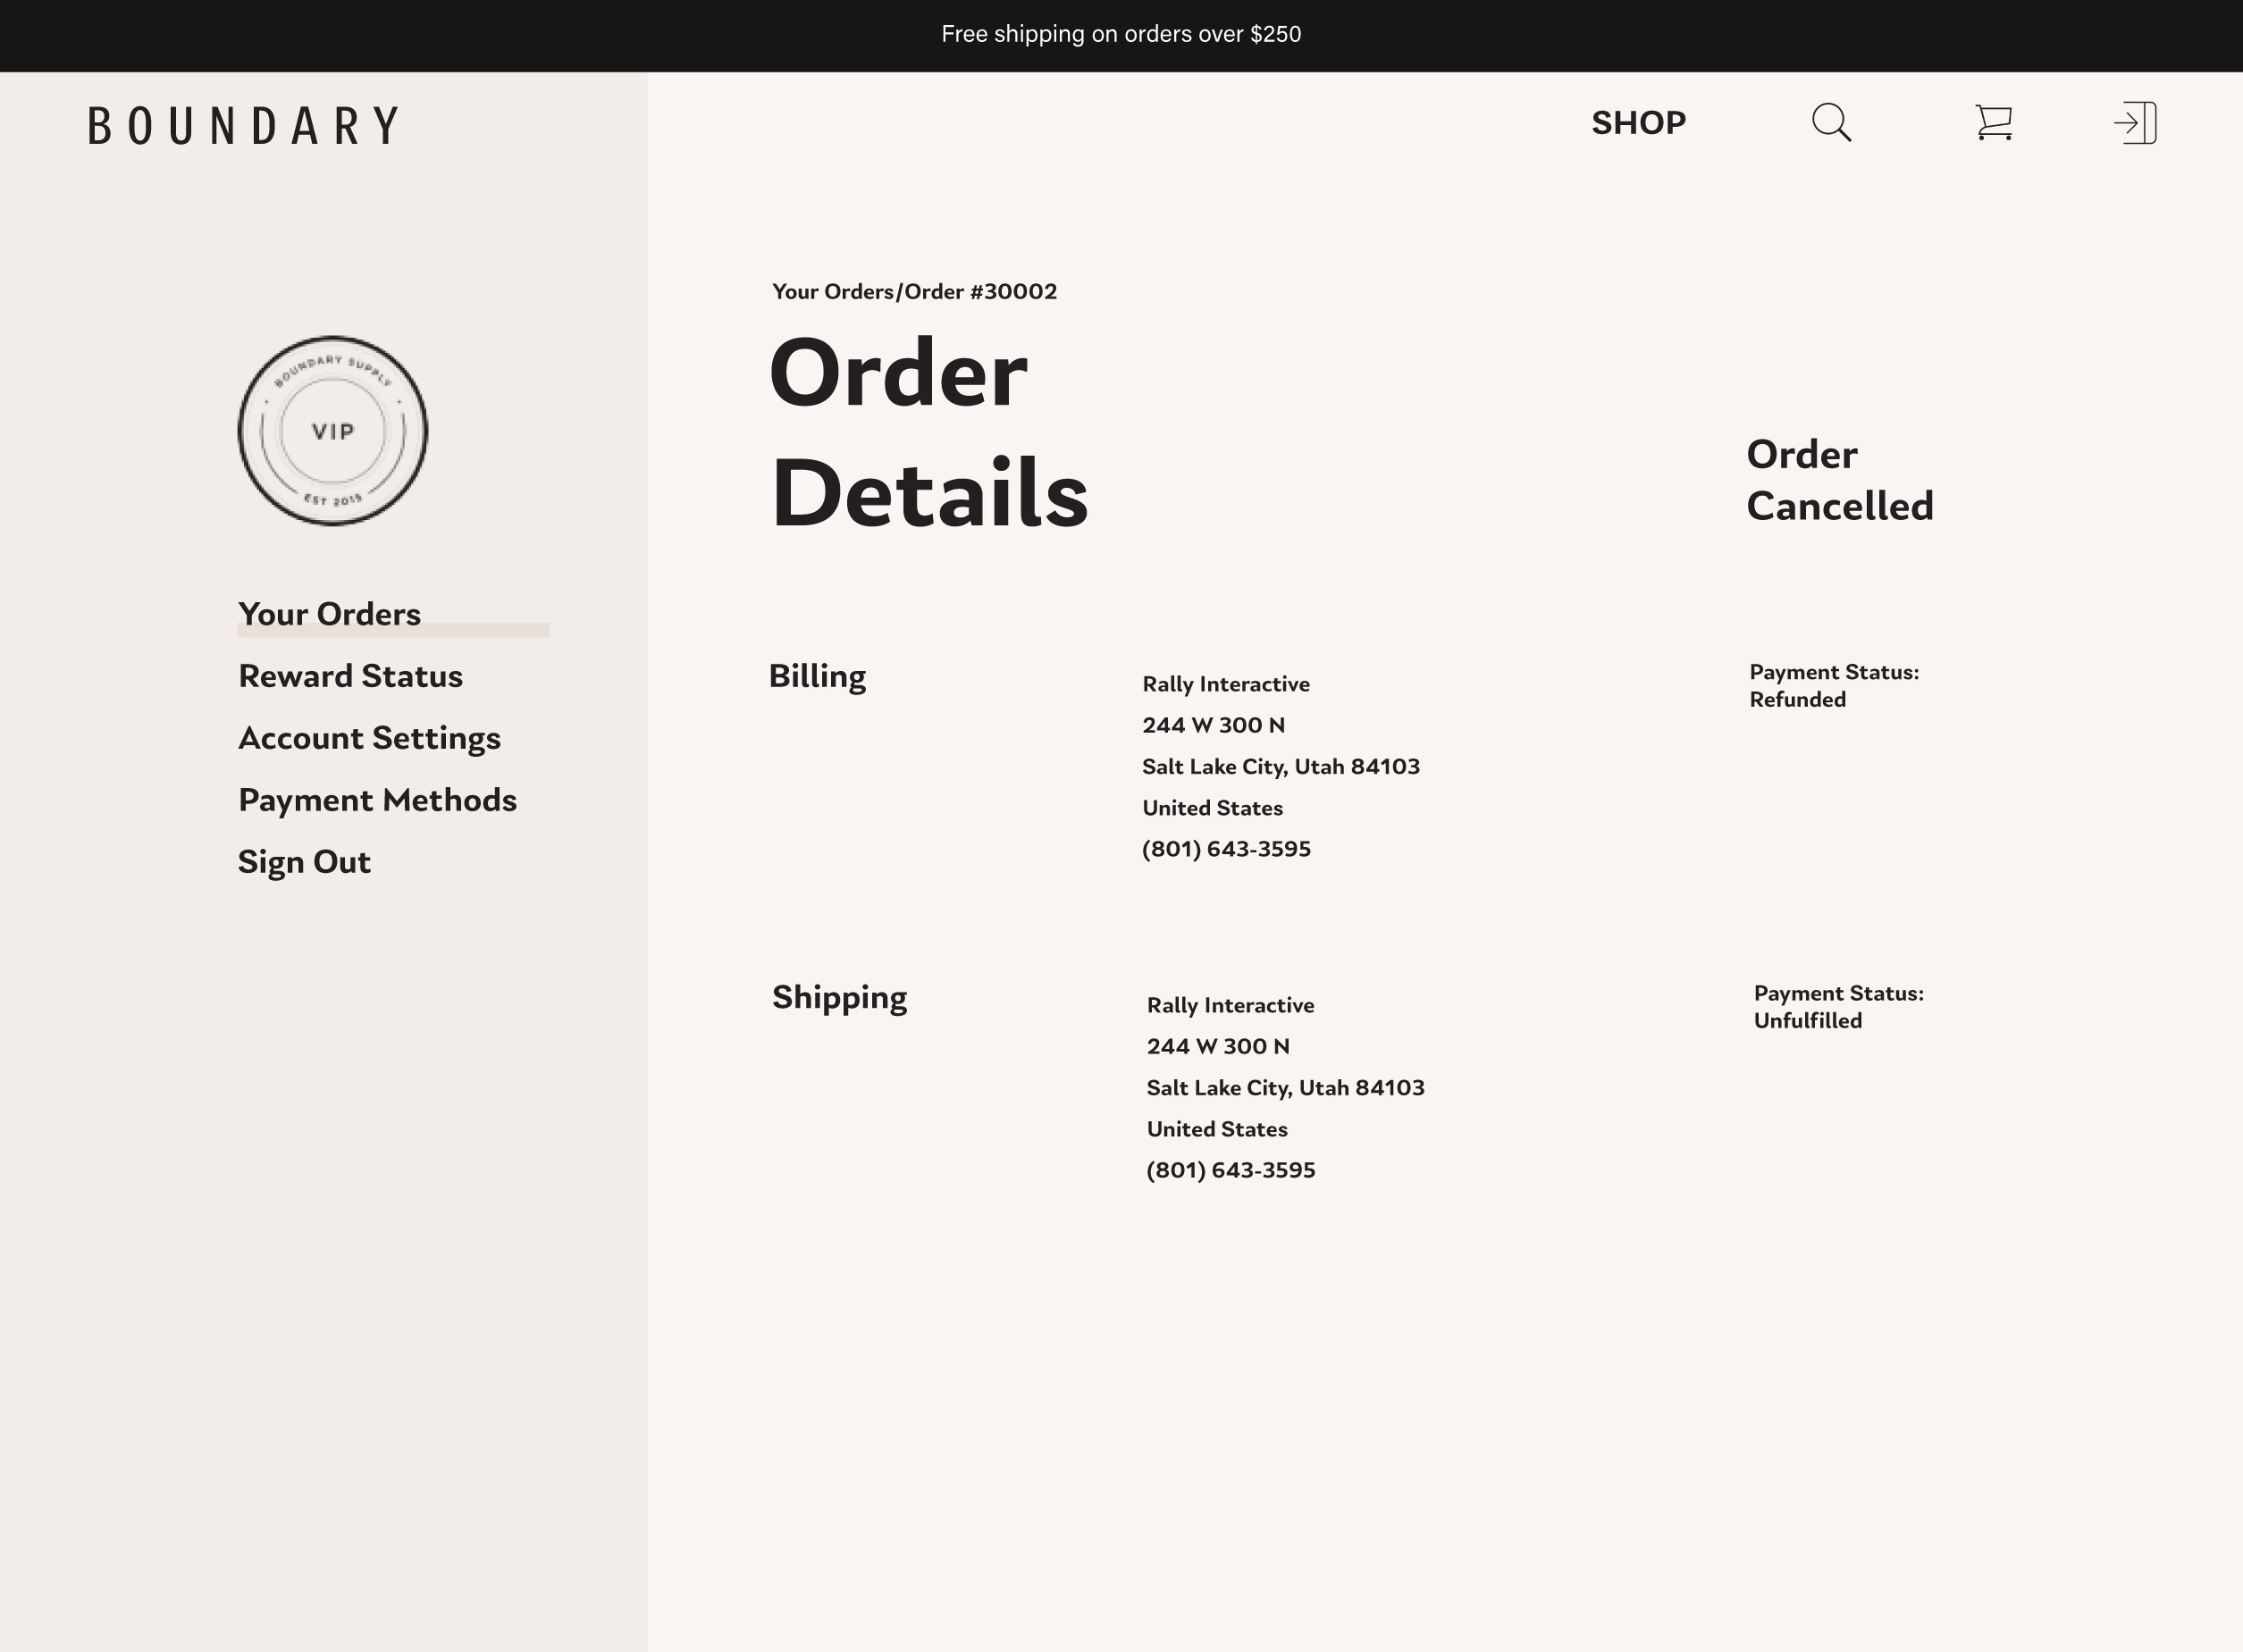 Free shipping on orders over $250
BOUNDARY
SHOP
BOUNDARY SUPPLY
VIP
EST 2015
Your Orders
Reward Status
Account Settings
Payment Methods
Sign Out
Your Orders/Order #30002
Order
Details
Order
Cancelled
Billing
Rally Interactive
244 W 300 N
Salt Lake City, Utah 84103
United States
(801) 643-3595
Payment Status:
Refunded
Shipping
Rally Interactive
244 W 300 N
Salt Lake City, Utah 84103
United States
(801) 643-3595
Payment Status:
Unfulfilled